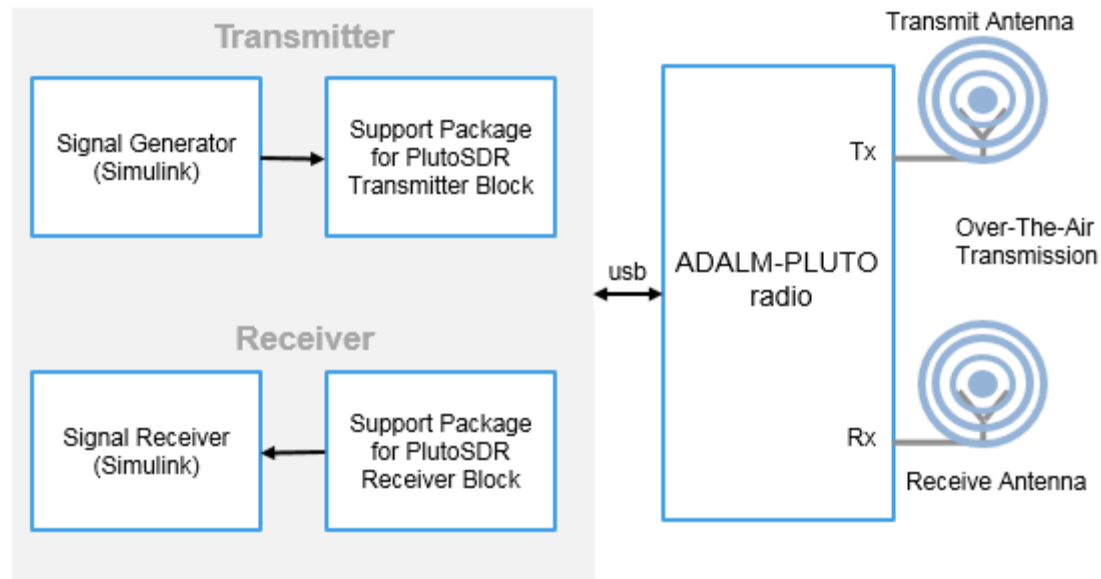 Transmitter
Signal Generator
(Simulink)
Support Package
for PlutoSDR
Transmitter Block
Receiver
Signal Receiver
(Simulink)
Support Package
for PlutoSDR
Receiver Block
usb
ADALM-PLUTO
radio
Tx
Rx
Transmit Antenna
Over-The-Air
Transmission
Receive Antenna